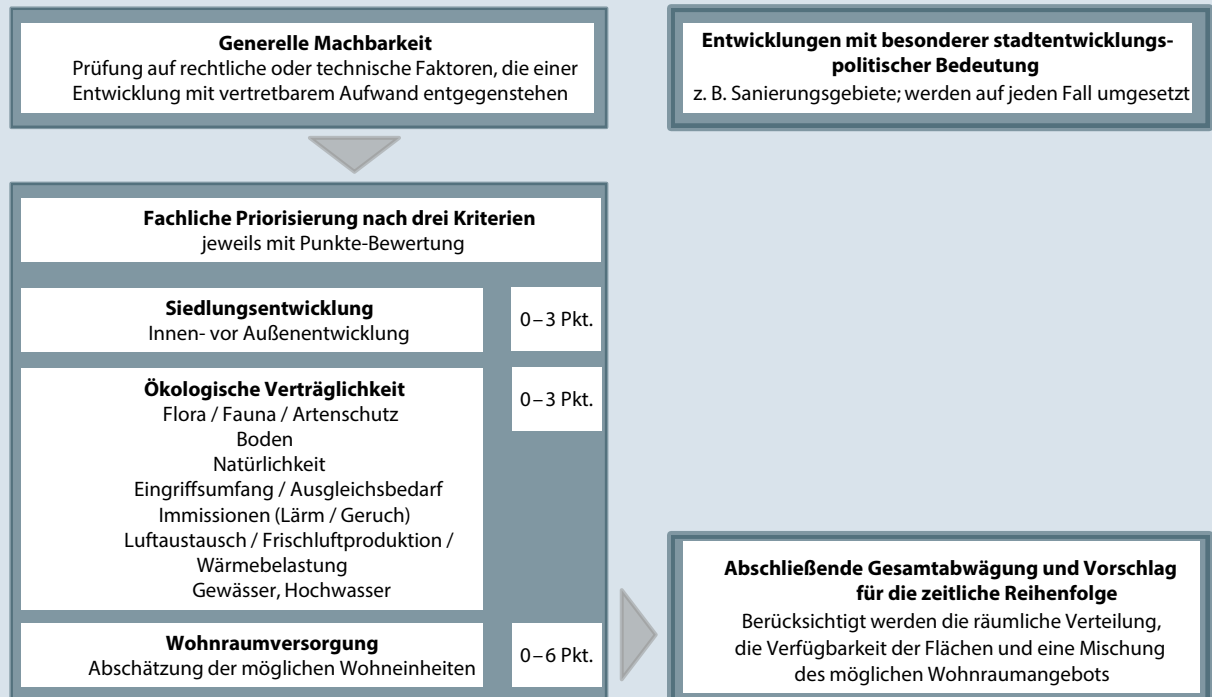 Generelle Machbarkeit
Prüfung auf rechtliche oder technische Faktoren, die einer
Entwicklung mit vertretbarem Aufwand entgegenstehen
Entwicklungen mit besonderer stadtentwicklungs-
politischer Bedeutung
z. B. Sanierungsgebiete; werden auf jeden Fall umgesetzt
Fachliche Priorisierung nach drei Kriterien
jeweils mit Punkte-Bewertung
Siedlungsentwicklung
Innen- vor Außenentwicklung
0–3 Pkt.
Ökologische Verträglichkeit
Flora / Fauna / Artenschutz
Boden
Natürlichkeit
Eingriffsumfang / Ausgleichsbedarf
Immissionen (Lärm / Geruch)
Luftaustausch / Frischluftproduktion /
Wärmebelastung
Gewässer, Hochwasser
0–3 Pkt.
Wohnraumversorgung
Abschätzung der möglichen Wohneinheiten
0–6 Pkt.
Abschließende Gesamtabwägung und Vorschlag
für die zeitliche Reihenfolge
Berücksichtigt werden die räumliche Verteilung,
die Verfügbarkeit der Flächen und eine Mischung
des möglichen Wohnraumangebots